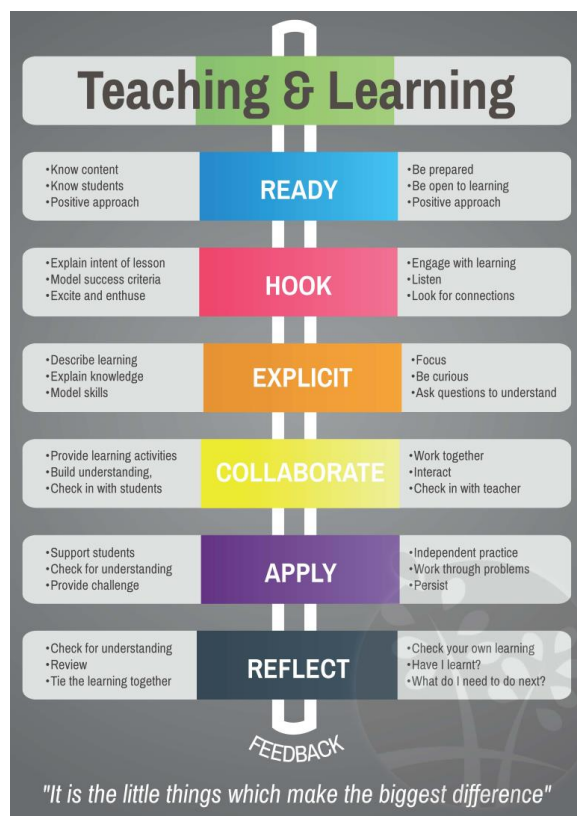 Teaching & Learning
•Know content
•Know students
•Positive approach
READY
•Be prepared
•Be open to learning
•Positive approach
•Explain intent of lesson
•Model success criteria
•Excite and enthuse
HOOK
•Engage with learning
•Listen
•Look for connections
•Describe learning
•Explain knowledge
•Model skills
EXPLICIT
•Focus
•Be curious
•Ask questions to understand
•Provide learning activities
•Build understanding,
•Check in with students
COLLABORATE
•Work together
•Interact
•Check in with teacher
•Support students
•Check for understanding
•Provide challenge
APPLY
•Independent practice
•Work through problems
•Persist
•Check for understanding
•Review
•Tie the learning together
REFLECT
•Check your own learning
•Have I learnt?
•What do I need to do next?
FEEDBACK
"It is the little things which make the biggest difference"